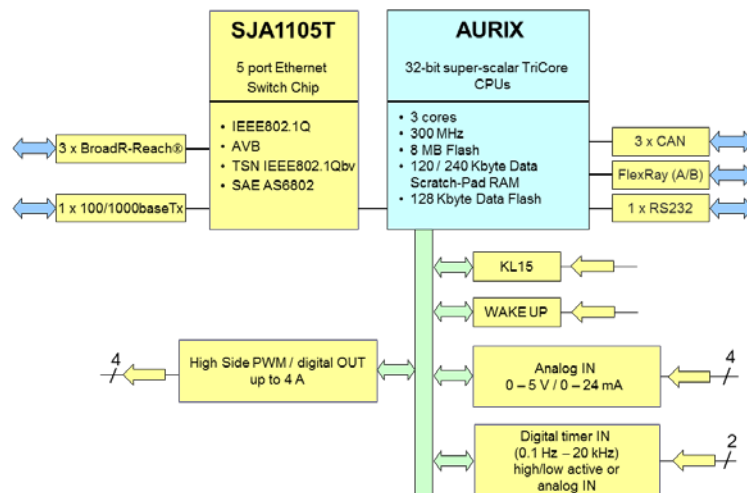 SJA1105T
5 port Ethernet
Switch Chip
• IEEE802.1Q
• AVB
• TSN IEEE802.1Qbv
• SAE AS6802
AURIX
32-bit super-scalar TriCore
CPUs
• 3 cores
• 300 MHz
• 8 MB Flash
• 120 / 240 Kbyte Data
Scratch-Pad RAM
• 128 Kbyte Data Flash
3 x BroadR-Reach®
1 x 100/1000baseTx
3 x CAN
FlexRay (A/B)
1 x RS232
KL15
WAKE UP
4
High Side PWM / digital OUT
up to 4 A
Analog IN
0 – 5 V / 0 – 24 mA
4
Digital timer IN
(0.1 Hz – 20 kHz)
high/low active or
analog IN
2